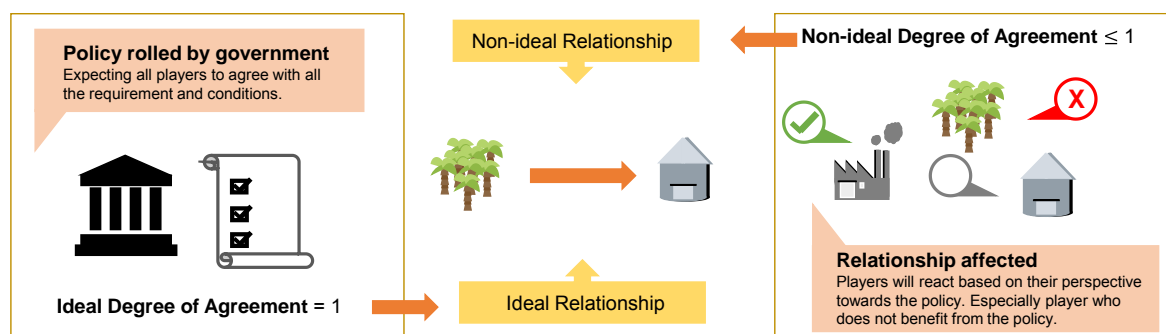 Policy rolled by government
Expecting all players to agree with all
the requirement and conditions.
Ideal Degree of Agreement = 1
Non-ideal Relationship
Ideal Relationship
Non-ideal Degree of Agreement ≤ 1
X
Relationship affected
Players will react based on their perspective
towards the policy. Especially player who
does not benefit from the policy.